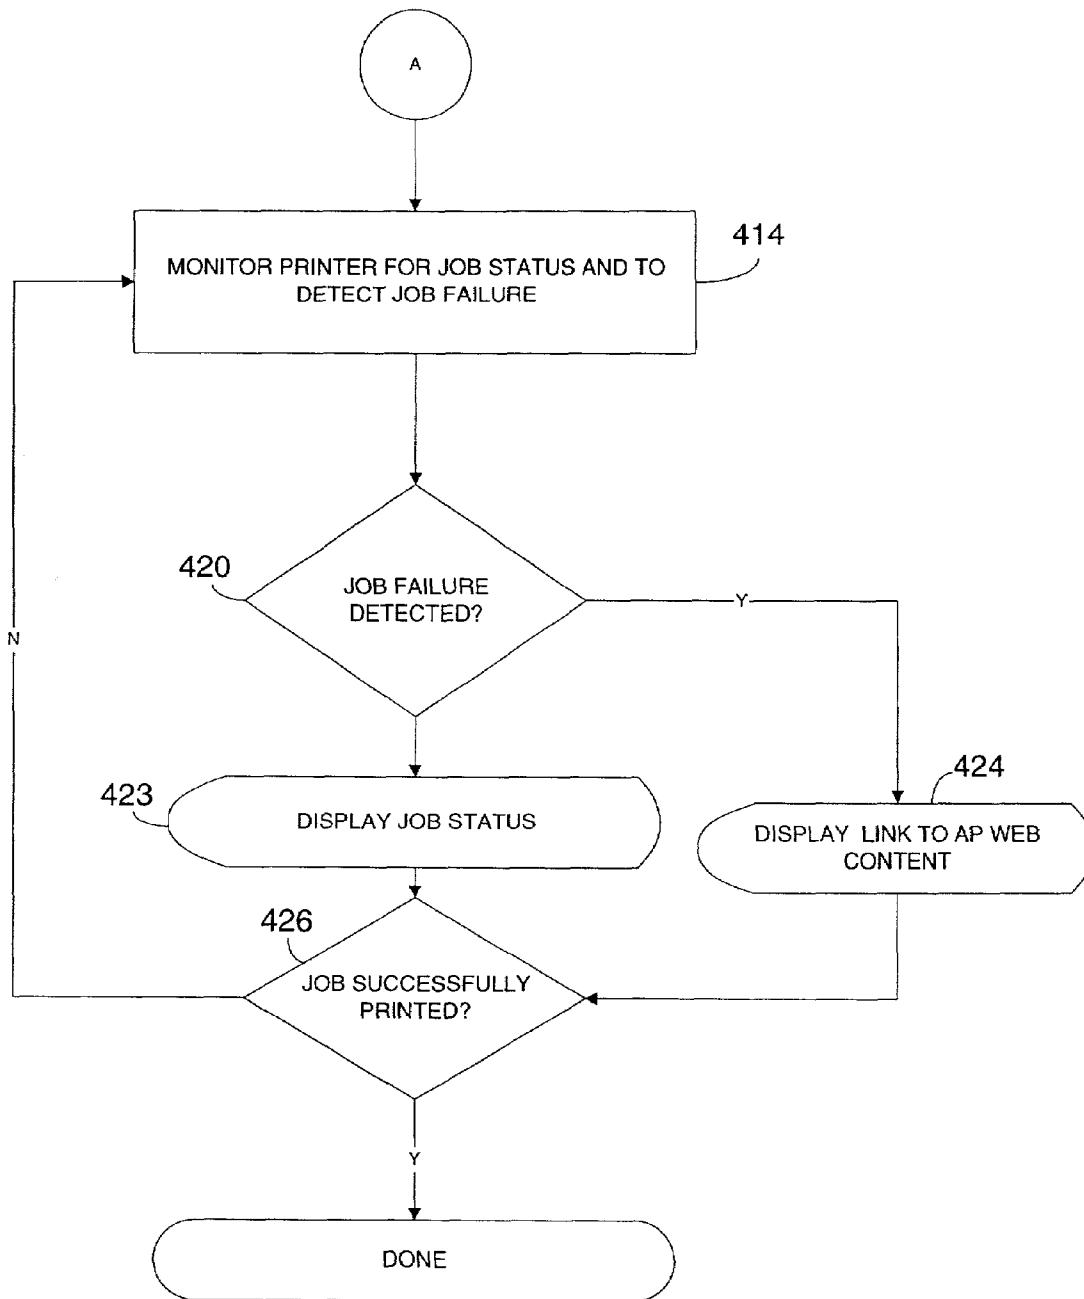 A
414
MONITOR PRINTER FOR JOB STATUS AND TO
DETECT JOB FAILURE
420
JOB FAILURE
DETECTED?
Y
N
423
DISPLAY JOB STATUS
424
DISPLAY LINK TO AP WEB
CONTENT
426
JOB SUCCESSFULLY
PRINTED?
Y
DONE